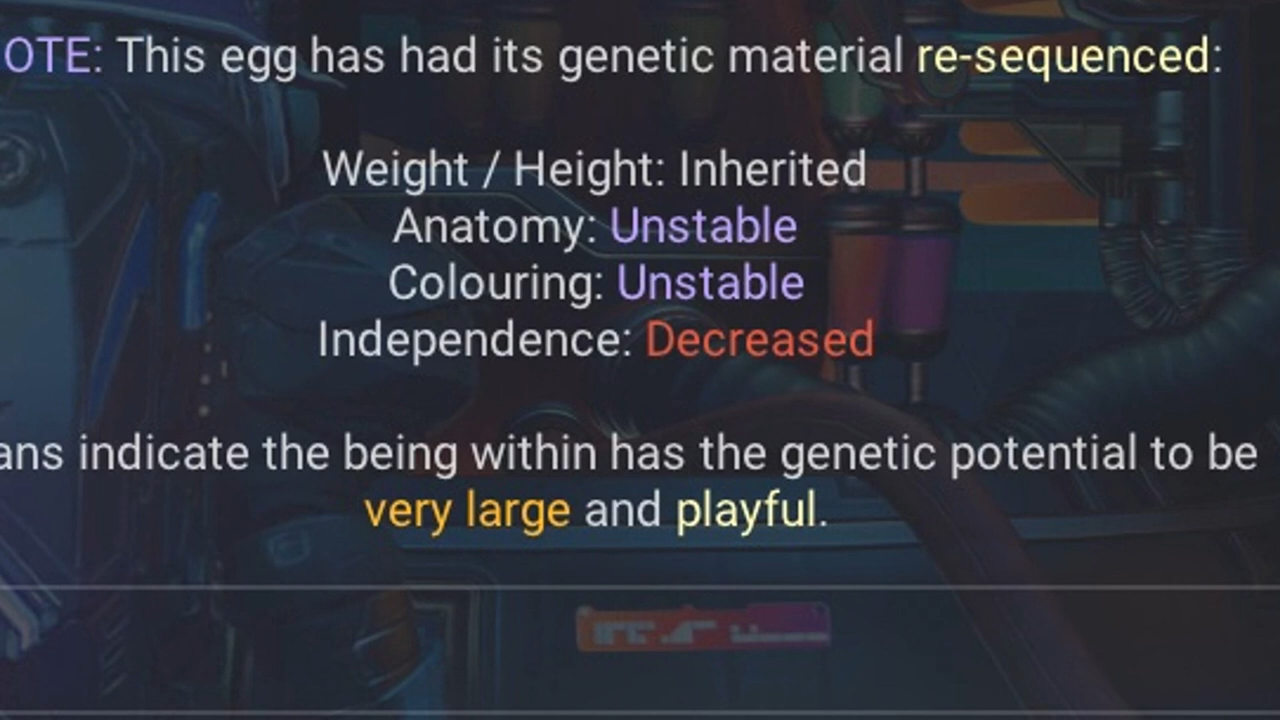 OTE: This egg has had its genetic material re-sequenced:
Weight / Height: Inherited
Anatomy: Unstable
Colouring: Unstable
Independence: Decreased
ans indicate the being within has the genetic potential to be
very large and playful.